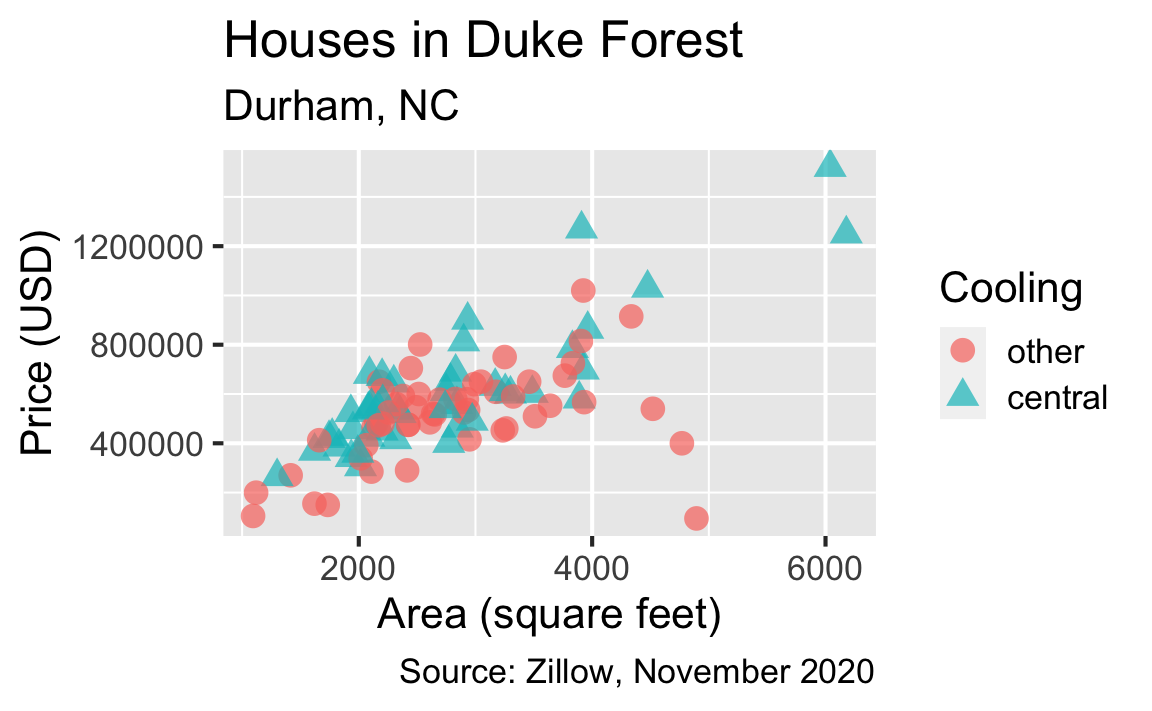 Houses in Duke Forest
Durham, NC
Price (USD)
1200000
800000
400000
2000 4000 6000
Area (square feet)
Source: Zillow, November 2020
Cooling
other
central